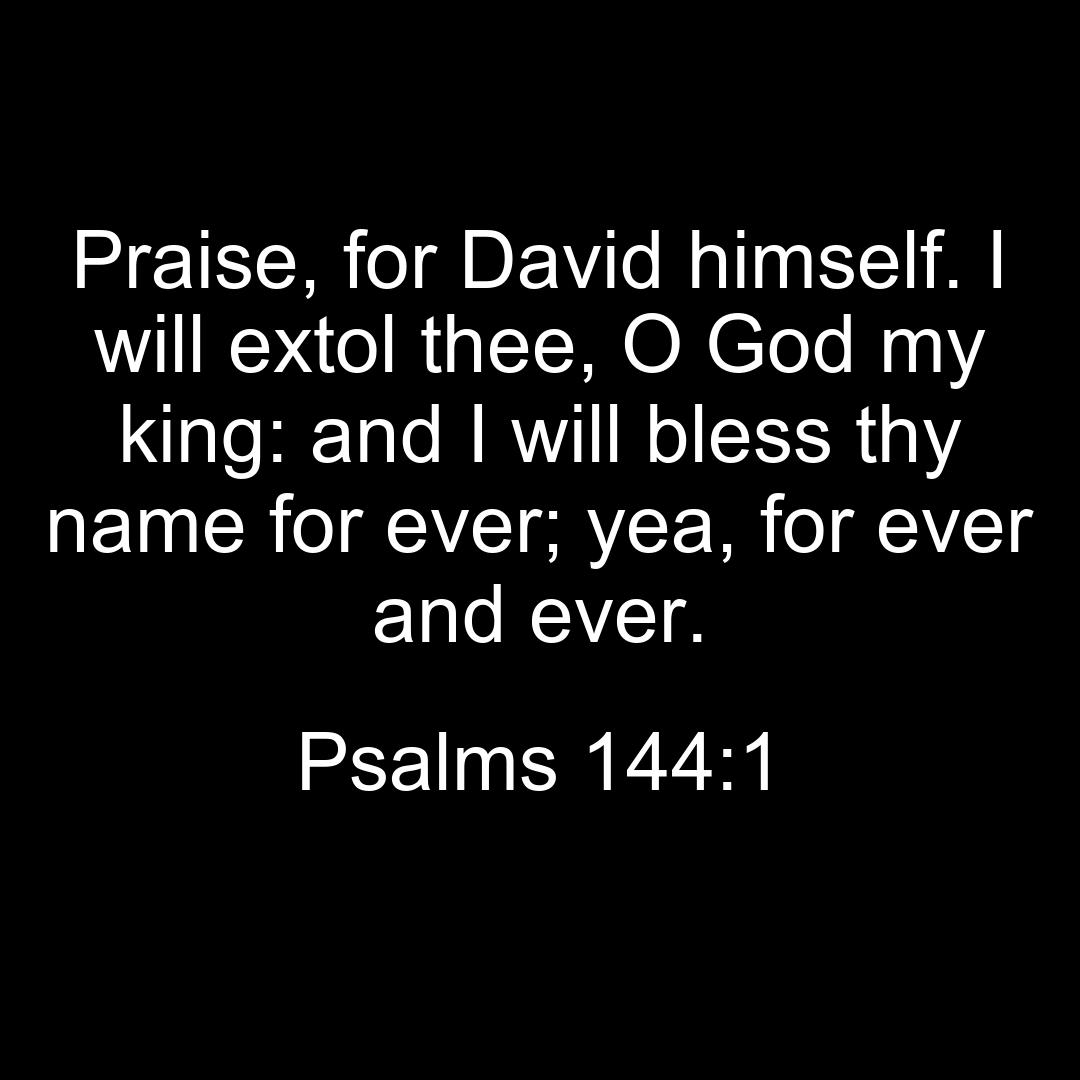 Praise, for David himself. I
will extol thee, O God my
king: and I will bless thy
name for ever; yea, for ever
and ever.
Psalms 144:1